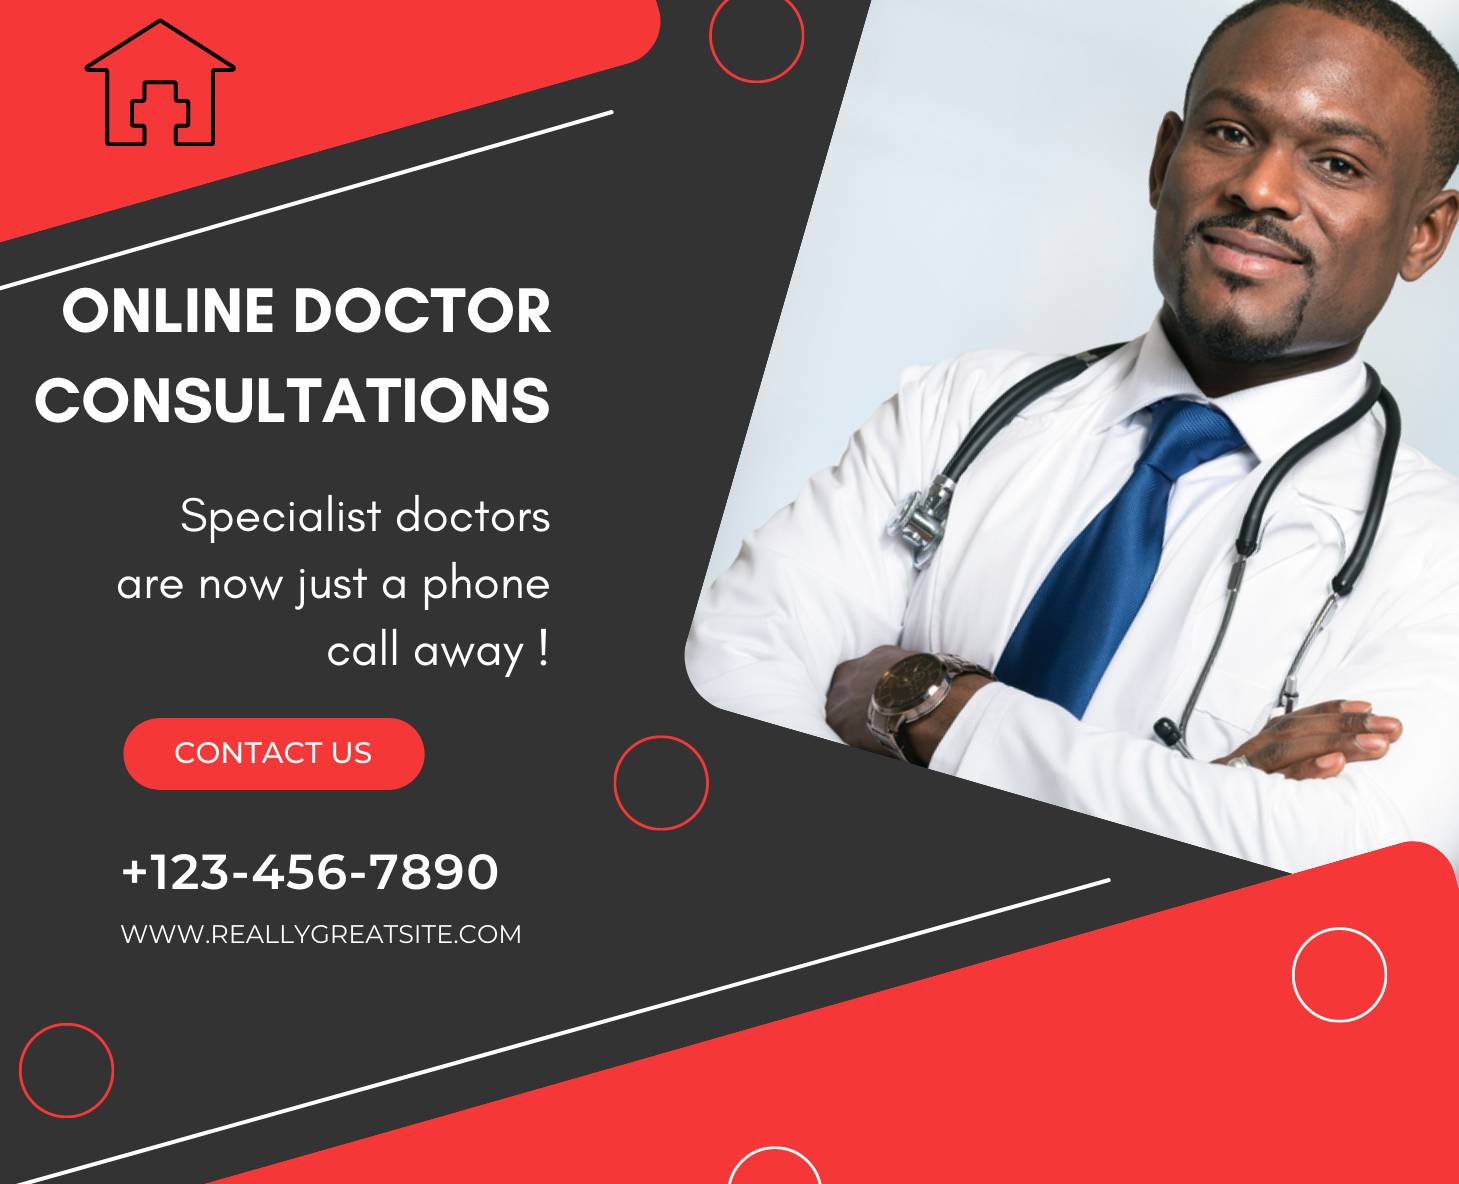 ONLINE DOCTOR
CONSULTATIONS
Specialist doctors
are now just a phone
call away !
CONTACT US
+123-456-7890
WWW.REALLYGREATSITE.COM